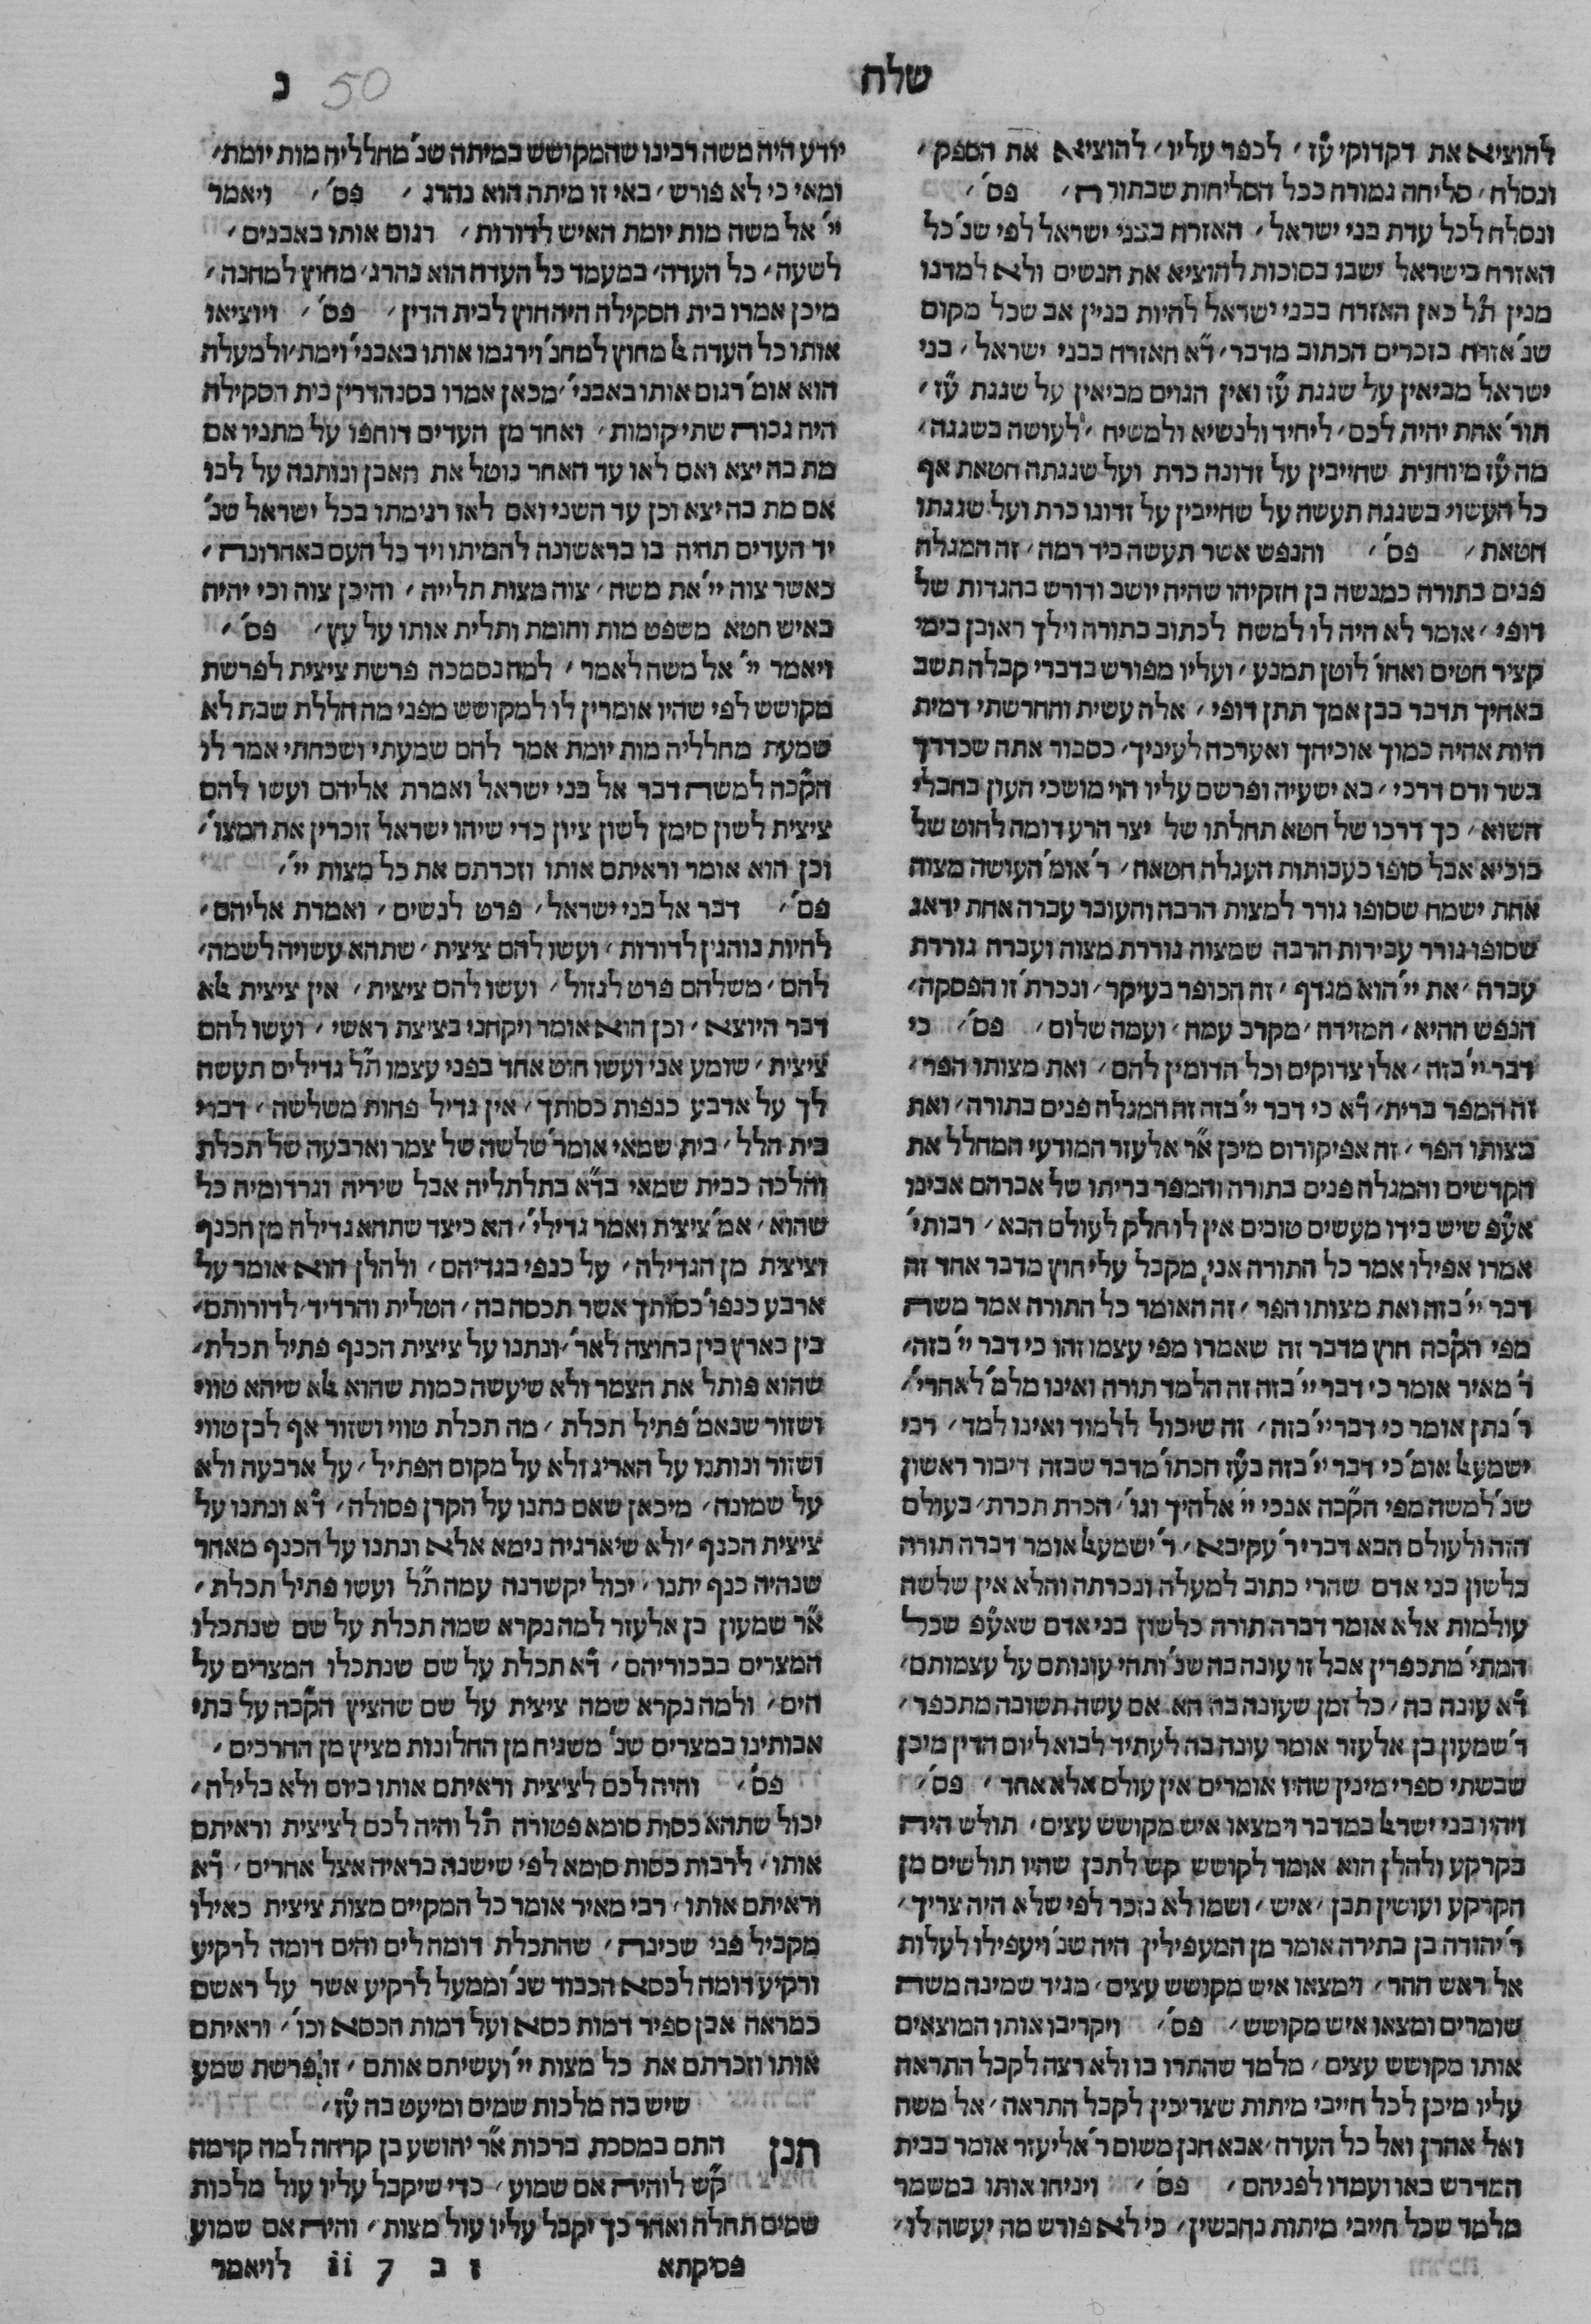 שלח
50 נ
להוציא את דקדוקי ע״ז׳ לכפר עליו׳ להוציא את הספק׳
ונסלח׳ סליחה גמורה ככל הסליחות שבתורה׳ פס׳׳
ונסלח לכל עדת בני ישראל׳ האזרח בבני ישראל לפי שנ׳ כל
האזרח בישראל ישבו בסוכות להוציא את הנשים ולא למדנו
מנין ת״ל כאן האזרח בבני ישראל להיות בניין אב שכל מקום
שנ׳ אזרח בזכרים הכתוב מדבר׳ ד״א האזרח בבני ישראל׳ בני
ישראל מביאין על שגגת ע״ז ואין הגוים מביאין על שגגת ע״ז׳
תור׳ אחת יהיה לכם׳ ליחיד ולנשיא ולמשיח׳ לעושה בשגגה׳
מה ע״ז מיוחדת שחייבין על זדונה כרת ועל שגגתה חטאת אף
כל העשוי בשגגה תעשה על שחייבין על זדונו כרת ועל שגגתו
חטאת׳ פס׳׳ והנפש אשר תעשה ביד רמה׳ זה המגלה
פנים בתורה כמנשה בן חזקיהו שהיה יושב ודורש בהגדות של
דופי׳ אומר לא היה לו למשה לכתוב בתורה וילך ראובן בימי
קציר חטים ואחו׳ לוטן תמנע׳ ועליו מפורש בדברי קבלה תשב
באחיך תדבר בבן אמך תתן דופי׳ אלה עשית והחרשתי דמית
היות אהיה כמוך אוכיחך ואערכה לעיניך׳ כסבור אתה שכדרך
בשר ודם דרכי׳ בא ישעיה ופרשם עליו הוי מושכי העון בחבלי
השוא׳ כך דרכו של חטא תחלתו של יצר הרע דומה לחוט של
בוכיא אבל סופו כעבותות העגלה חטאה׳ ר׳ אומ׳ העושה מצוה
אחת ישמח שסופו גורר למצות הרבה והעובר עברה אחת ידאג
שסופו גורר עבירות הרבה שמצוה גוררת מצוה ועברה גוררת
עברה׳ את יי׳ הוא מגדף׳ זה הכופר בעיקר׳ ונכרת׳ זו הפסקה׳
הנפש ההיא׳ המזידה׳ מקרב עמה׳ ועמה שלום׳ פס׳׳ כי
דבר יי׳ בזה׳ אלו צדוקים וכל הדומין להם׳ ואת מצותו הפר׳
זה המפר ברית׳ ד״א כי דבר יי׳ בזה זה המגלה פנים בתורה׳ ואת
מצותו הפר׳ זה אפיקורוס מיכן א״ר אלעזר המודעי המחלל את
הקדשים והמגלה פנים בתורה והמפר בריתו של אברהם אבינו
אע״פ שיש בידו מעשים טובים אין לו חלק לעולם הבא׳ רבותי׳
אמרו אפילו אמר כל התורה אני מקבל עלי חוץ מדבר אחד זה
דבר יי׳ בזה ואת מצותו הפר׳ זה האומר כל התורה אמר משה
מפי הק״בה חוץ מדבר זה שאמרו מפי עצמו זהו כי דבר יי׳ בזה׳
ר׳ מאיר אומר כי דבר יי׳ בזה זה הלמד תורה ואינו מלמ׳ לאחרי׳׳
ר׳ נתן אומר כי דבר יי׳ בזה׳ זה שיכול ללמוד ואינו למד׳ רבי
ישמעאל אומ׳ כי דבר יי׳ בזה בע״ז הכתו׳ מדבר שבזה דיבור ראשון
שנ׳ למשה מפי הק״בה אנכי יי׳ אלהיך וגו׳׳ הכרת תכרת׳ בעולם
הזה ולעולם הבא דברי ר׳ עקיבא׳ ר׳ ישמעאל אומר דברה תורה
כלשון בני אדם שהרי כתוב למעלה ונכרתה והלא אין שלשה
עולמות אלא אומר דברה תורה כלשון בני אדם שאע״פ שכל
המתי׳ מתכפרין אבל זו עונה בה שנ׳ ותהי עונותם על עצמותם׳
ד״א עונה בה׳ כל זמן שעונה בה הא אם עשה תשובה מתכפר׳
ר׳ שמעון בן אלעזר אומר עונה בה לעתיד לבוא ליום הדין מיכן
שבשתי ספרי מינין שהיו אומרים אין עולם אלא אחד׳ פס׳׳
ויהיו בני ישראל במדבר וימצאו איש מקושש עצים׳ תולש היה
בקרקע ולהלן הוא אומר לקושש קש לתבן שהיו תולשים מן
הקרקע ועושין תבן׳ איש׳ ושמו לא נזכר לפי שלא היה צריך׳
ר׳ יהודה בן בתירה אומר מן המעפילין היה שנ׳ ויעפילו לעלות
אל ראש ההר׳ וימצאו איש מקושש עצים׳ מגיד שמינה משה
שומרים ומצאו איש מקושש׳ פס׳׳ ויקריבו אותו המוצאים
אותו מקושש עצים׳ מלמד שהתרו בו ולא רצה לקבל התראה
עליו מיכן לכל חייבי מיתות שצריכין לקבל התראה׳ אל משה
ואל אהרן ואל כל העדה׳ אבא חנן משום ר׳ אליעזר אומר בבית
המדרש באו ועמדו לפניהם׳ פס׳׳ ויניחו אותו במשמר
מלמד שכל חייבי מיתות נחבשין׳ כי לא פורש מה יעשה לו׳
יודע היה משה רבינו שהמקושש במיתה שנ׳ מחלליה מות יומת׳
ומאי כי לא פורש׳ באי זו מיתה הוא נהרג׳ פס׳׳ ויאמר
יי׳ אל משה מות יומת האיש לדורות׳ רגום אותו באבנים׳
לשעה׳ כל העדה׳ במעמד כל העדה הוא נהרג׳ מחוץ למחנה׳
מיכן אמרו בית הסקילה היה חוץ לבית הדין׳ פס׳׳ ויוציאו
אותו כל העדה אל מחוץ למחנ׳ וירגמו אותו באבני׳ וימת׳ ולמעלה
הוא אומ׳ רגום אותו באבני׳׳ מכאן אמרו בסנהדרין בית הסקילה
היה גבוה שתי קומות׳ ואחד מן העדים דוחפו על מתניו אם
מת בה יצא ואם לאו עד האחר נוטל את האבן ונותנה על לבו
אם מת בה יצא וכן עד השני ואם לאו רגימתו בכל ישראל שנ׳
יד העדים תהיה בו בראשונה להמיתו ויד כל העם באחרונה׳
כאשר צוה יי׳ את משה׳ צוה מצות תלייה׳ והיכן צוה וכי יהיה
באיש חטא משפט מות והומת ותלית אותו על עץ׳ פס׳׳
ויאמר יי׳ אל משה לאמר׳ למה נסמכה פרשת ציצית לפרשת
מקושש לפי שהיו אומרין לו למקושש מפני מה חללת שבת לא
שמעת מחלליה מות יומת אמר להם שמעתי ושכחתי אמר לו
הק״בה למשה דבר אל בני ישראל ואמרת אליהם ועשו להם
ציצית לשון סימן לשון ציון כדי שיהו ישראל זוכרין את המצו׳׳
וכן הוא אומר וראיתם אותו וזכרתם את כל מצות יי׳׳
פס׳׳ דבר אל בני ישראל׳ פרט לנשים׳ ואמרת אליהם׳
להיות נוהגין לדורות׳ ועשו להם ציצית׳ שתהא עשויה לשמה׳
להם׳ משלהם פרט לגזול׳ ועשו להם ציצית׳ אין ציצית אלא
דבר היוצא׳ וכן הוא אומר ויקחני בציצת ראשי׳ ועשו להם
ציצית׳ שומע אני ועשו חוט אחד בפני עצמו ת״ל גדילים תעשה
לך על ארבע כנפות כסותך׳ אין גדיל פחות משלשה׳ דברי
בית הלל׳ בית שמאי אומר׳ שלשה של צמר וארבעה של תכלת
והלכה כבית שמאי בד״א בתלתליה אבל שיריה וגרדומיה כל
שהוא׳ אמ׳ ציצית ואמר גדילי׳׳ הא כיצד שתהא גדילה מן הכנף
וציצית מן הגדילה׳ על כנפי בגדיהם׳ ולהלן הוא אומר על
ארבע כנפו׳ כסותך אשר תכסה בה׳ הטלית והרדיד׳ לדורותם׳
בין בארץ בין בחוצה לאר׳׳ ונתנו על ציצית הכנף פתיל תכלת׳
שהוא פותל את הצמר ולא שיעשה כמות שהוא אלא שיהא טווי
ושזור שנאמ׳ פתיל תכלת׳ מה תכלת טווי ושזור אף לבן טווי
ושזור ונותנו על האריג ולא על מקום הפתיל׳ על ארבעה ולא
על שמונה׳ מיכאן שאם נתנו על הקרן פסולה׳ ד״א ונתנו על
ציצית הכנף׳ ולא שיארגיה נימא אלא ונתנו על הכנף מאחר
שנהיה כנף יתנו׳ יכול יקשרנה עמה ת״ל ועשו פתיל תכלת׳
א״ר שמעון בן אלעזר למה נקרא שמה תכלת על שם שנתכלו
המצרים בבכוריהם׳ ד״א תכלת על שם שנתכלו המצרים על
הים׳ ולמה נקרא שמה ציצית על שם שהציץ הק״בה על בתי
אבותינו במצרים שנ׳ משגיח מן החלונות מציץ מן החרכים׳
פס׳׳ והיה לכם לציצית וראיתם אותו ביום ולא בלילה׳
יכול שתהא כסות סומא פטורה ת״ל והיה לכם לציצית וראיתם
אותו׳ לרבות כסות סומא לפי שישנה בראיה אצל אחרים׳ ד״א
וראיתם אותו׳ רבי מאיר אומר כל המקיים מצות ציצית כאילו
מקביל פני שכינה׳ שהתכלת דומה לים והים דומה לרקיע
ורקיע דומה לכסא הכבוד שנ׳ וממעל לרקיע אשר על ראשם
כמראה אבן ספיר דמות כסא ועל דמות הכסא וכו׳׳ וראיתם
אותו וזכרתם את כל מצות יי׳ ועשיתם אותם׳ זו פרשת שמע
שיש בה מלכות שמים ומיעט בה ע״ז׳
תנן התם במסכת ברכות א״ר יהושע בן קרחה למה קדמה
ק״ש לוהיה אם שמוע׳ כדי שיקבל עליו עול מלכות
שמים תחלה ואחר כך יקבל עליו עול מצות׳ והיה אם שמוע
פסיקתא ז ב 7 ii לויאמר